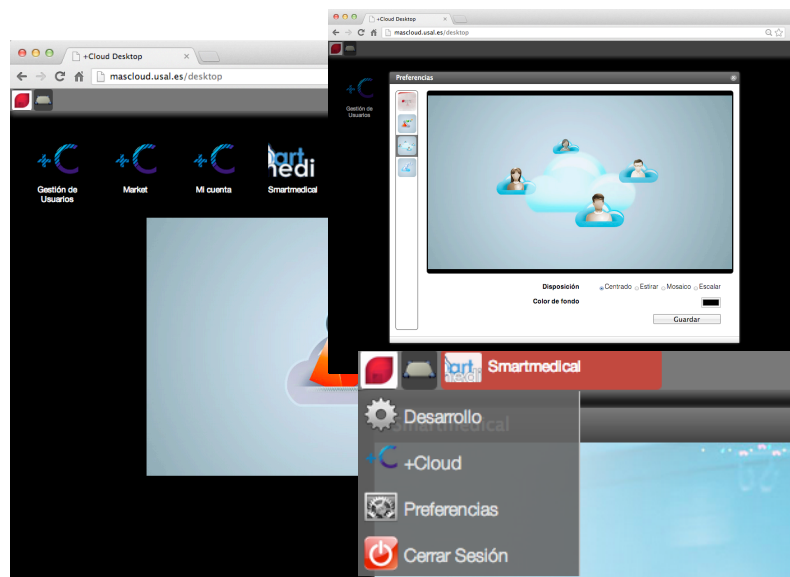 +Cloud Desktop
mascloud.usal.es/desktop
Gestión de
Usuarios
Market
Mi cuenta
Smartmedical
+Cloud Desktop
mascloud.usal.es/desktop
Gestión de
Usuarios
Preferencias
Disposición
Centrado
Estirar
Mosaico
Escalar
Color de fondo
Guardar
Smartmedical
Smartmedical
Desarrollo
+Cloud
Preferencias
Cerrar Sesión